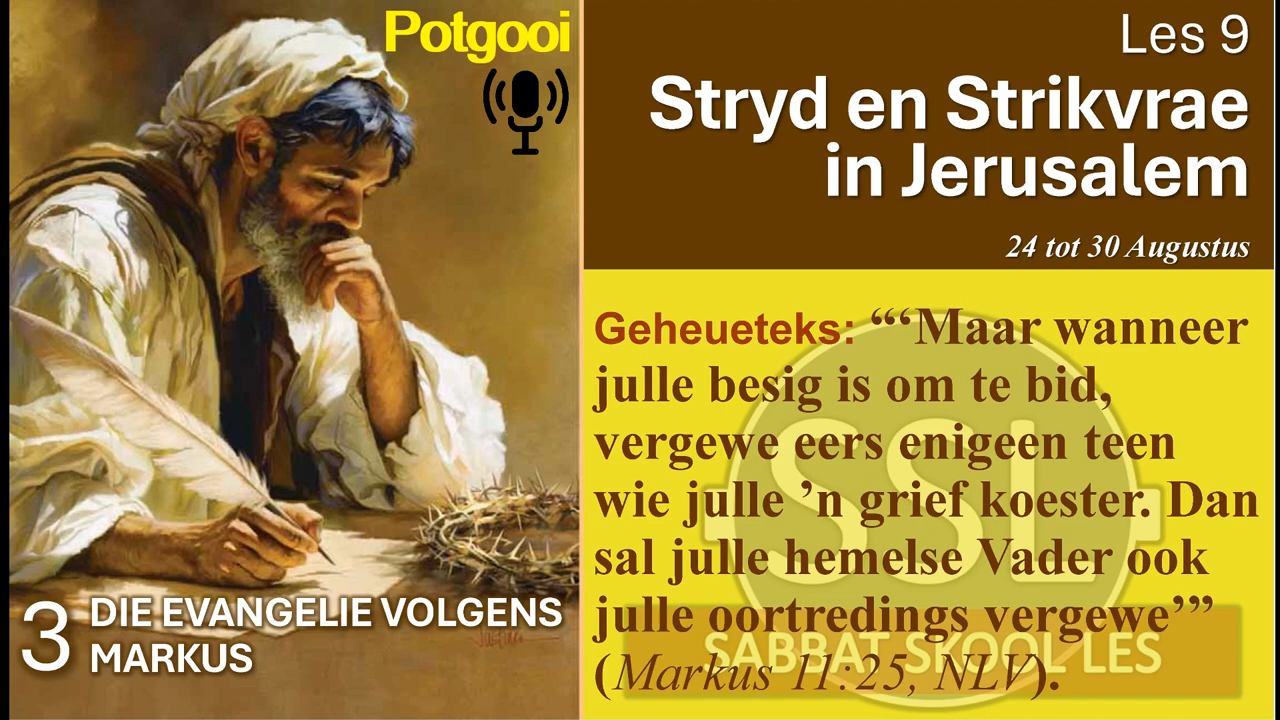 Potgooi
3 DIE EVANGELIE VOLGENS
MARKUS
Les 9
Stryd en Strikvrae
in Jerusalem
24 tot 30 Augustus
Geheueteks: “‘Maar wanneer
julle besig is om te bid,
vergewe eers enigeen teen
wie julle ’n grief koester. Dan
sal julle hemelse Vader ook
julle oortredings vergewe’”
(Markus 11:25, NLV).
SSL
SABBAT SKOOL LES